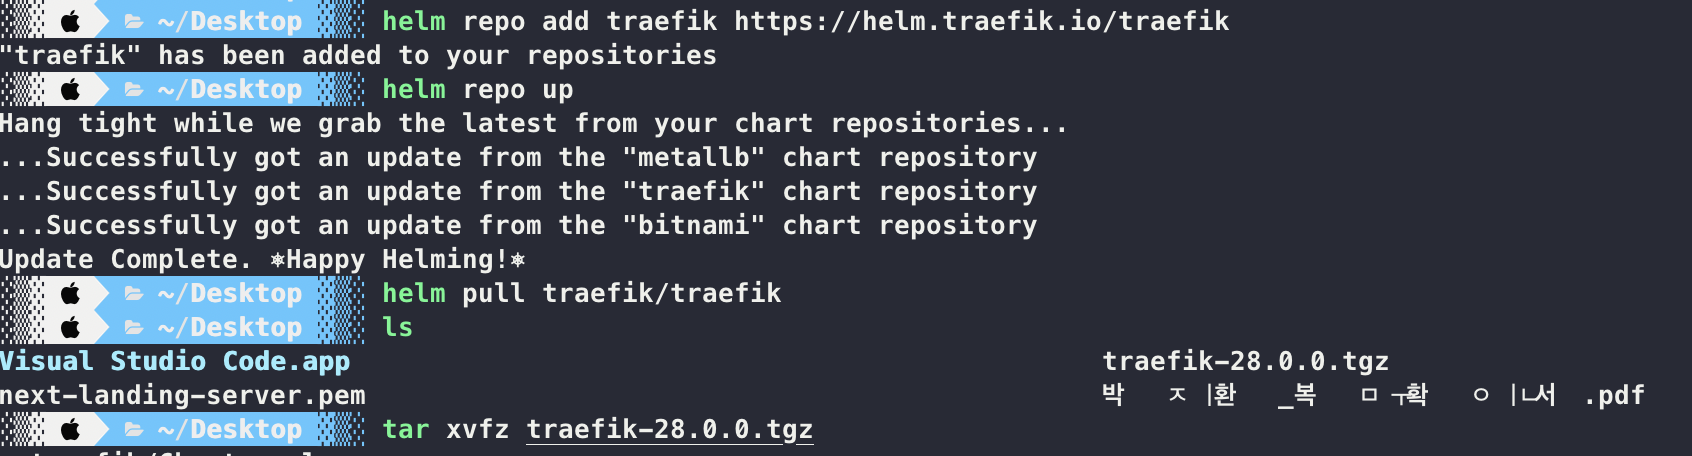 ~/Desktop helm repo add traefik https://helm.traefik.io/traefik
"traefik" has been added to your repositories
~/Desktop helm repo up
Hang tight while we grab the latest from your chart repositories...
...Successfully got an update from the "metallb" chart repository
...Successfully got an update from the "traefik" chart repository
...Successfully got an update from the "bitnami" chart repository
Update Complete. ⎈Happy Helming!⎈
~/Desktop helm pull traefik/traefik
~/Desktop ls
Visual Studio Code.app traefik-28.0.0.tgz
next-landing-server.pem 박 ㅈㅣ환 _복 ㅁㅜ확 ㅇㅣㄴ서 .pdf
~/Desktop tar xvfz traefik-28.0.0.tgz